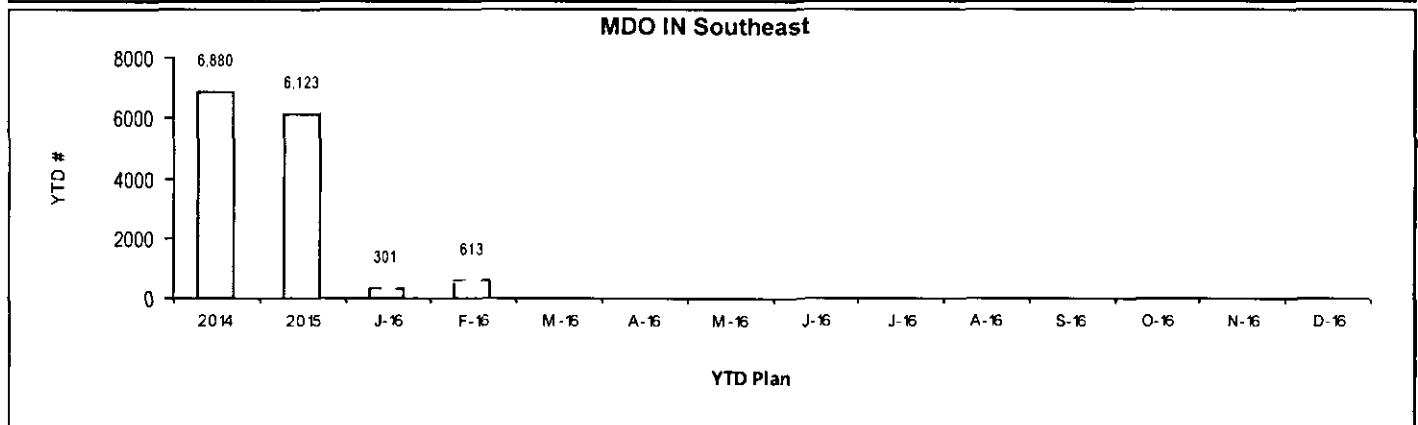 MDO IN Southeast
YTD #
8000
6000
4000
2000
0
6,880
6,123
301
613
2014 2015 J-16 F-16 M-16 A-16 M-16 J-16 J-16 A-16 S-16 O-16 N-16 D-16
YTD Plan